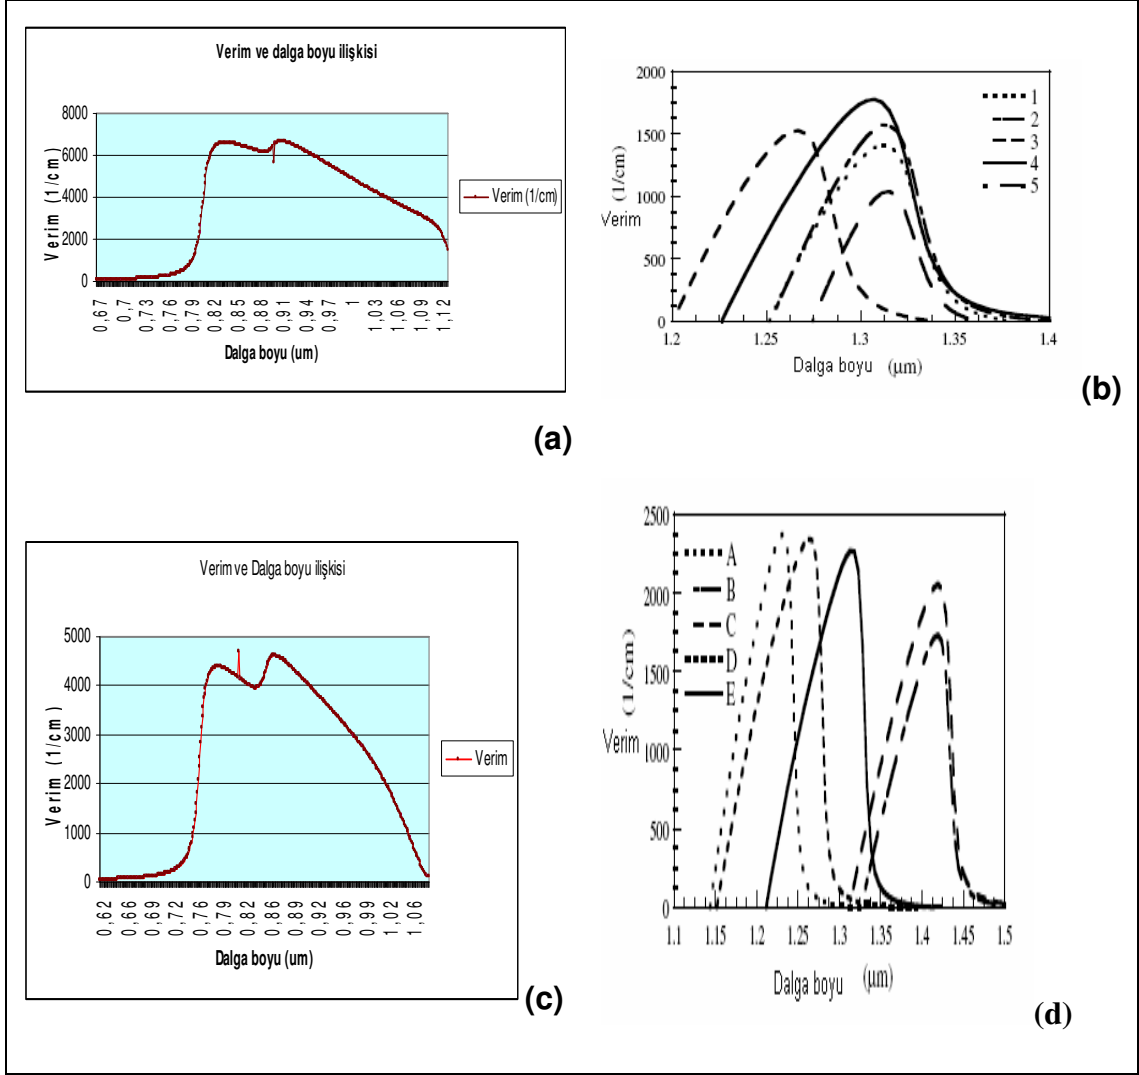 Verim ve dalga boyu ilişkisi
8000
6000
4000
2000
0
Verim (1/cm)
Verim (1/cm)
0,67
0,7
0,73
0,76
0,79
0,82
0,85
0,88
0,91
0,94
0,97
1
1,03
1,06
1,09
1,12
Dalga boyu (um)
(a)
2000
1500
1000
500
0
Verim (1/cm)
1
2
3
4
5
1.2 1.25 1.3 1.35 1.4
Dalga boyu (µm)
(b)
Verim ve Dalga boyu ilişkisi
5000
4000
3000
2000
1000
0
Verim (1/cm)
Verim
0,62
0,66
0,69
0,72
0,76
0,79
0,82
0,86
0,89
0,92
0,96
0,99
1,02
1,06
Dalga boyu (um)
(c)
2500
2000
1500
1000
500
0
Verim (1/cm)
A
B
C
D
E
1.1 1.15 1.2 1.25 1.3 1.35 1.4 1.45 1.5
Dalga boyu (µm)
(d)